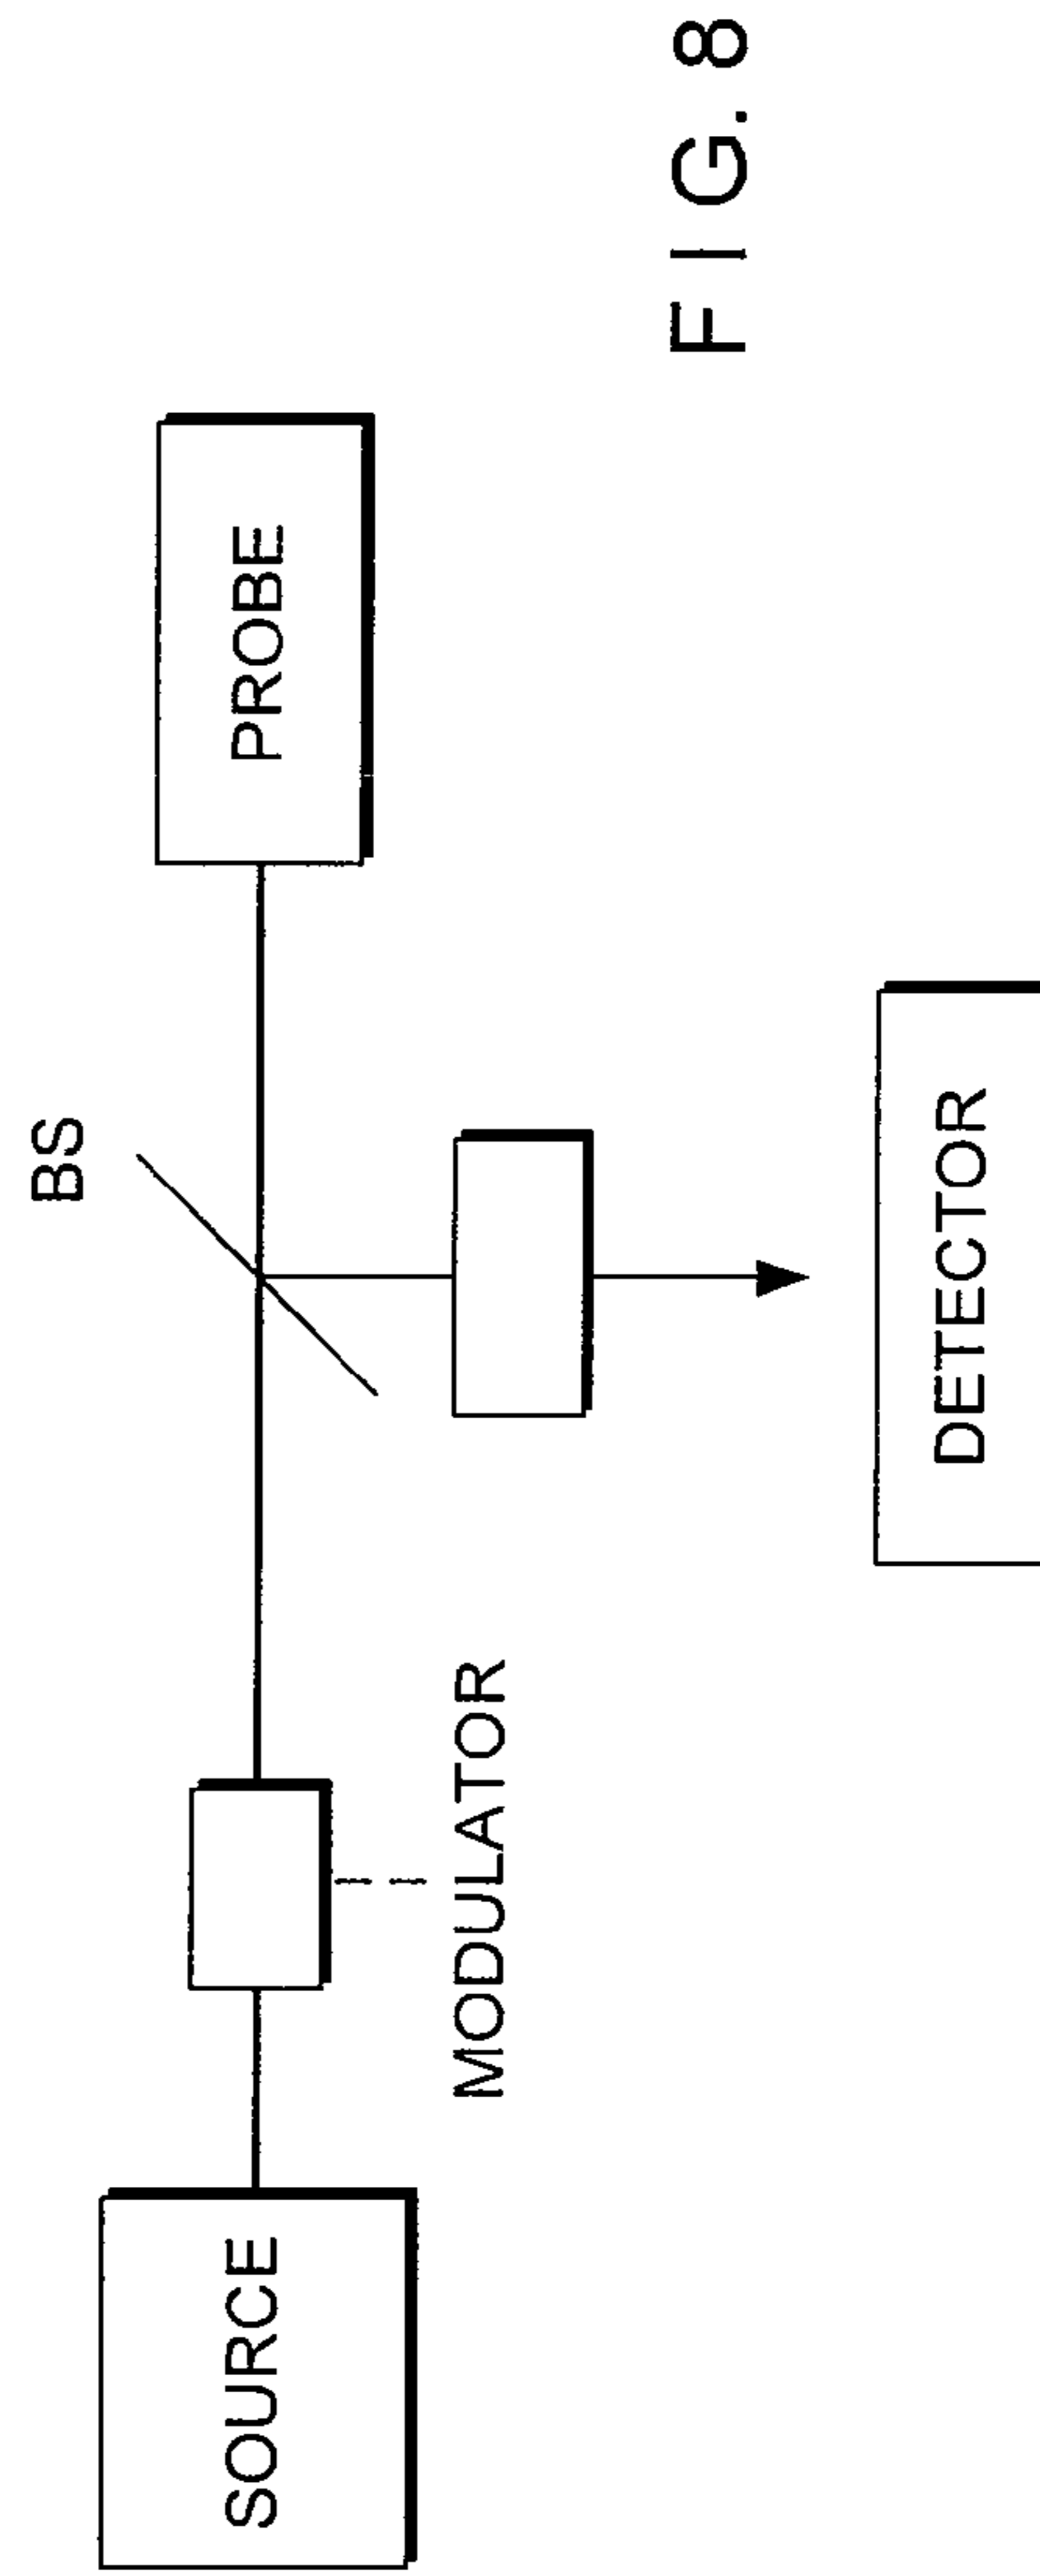 BS
SOURCE
PROBE
MODULATOR
DETECTOR
FIG. 8